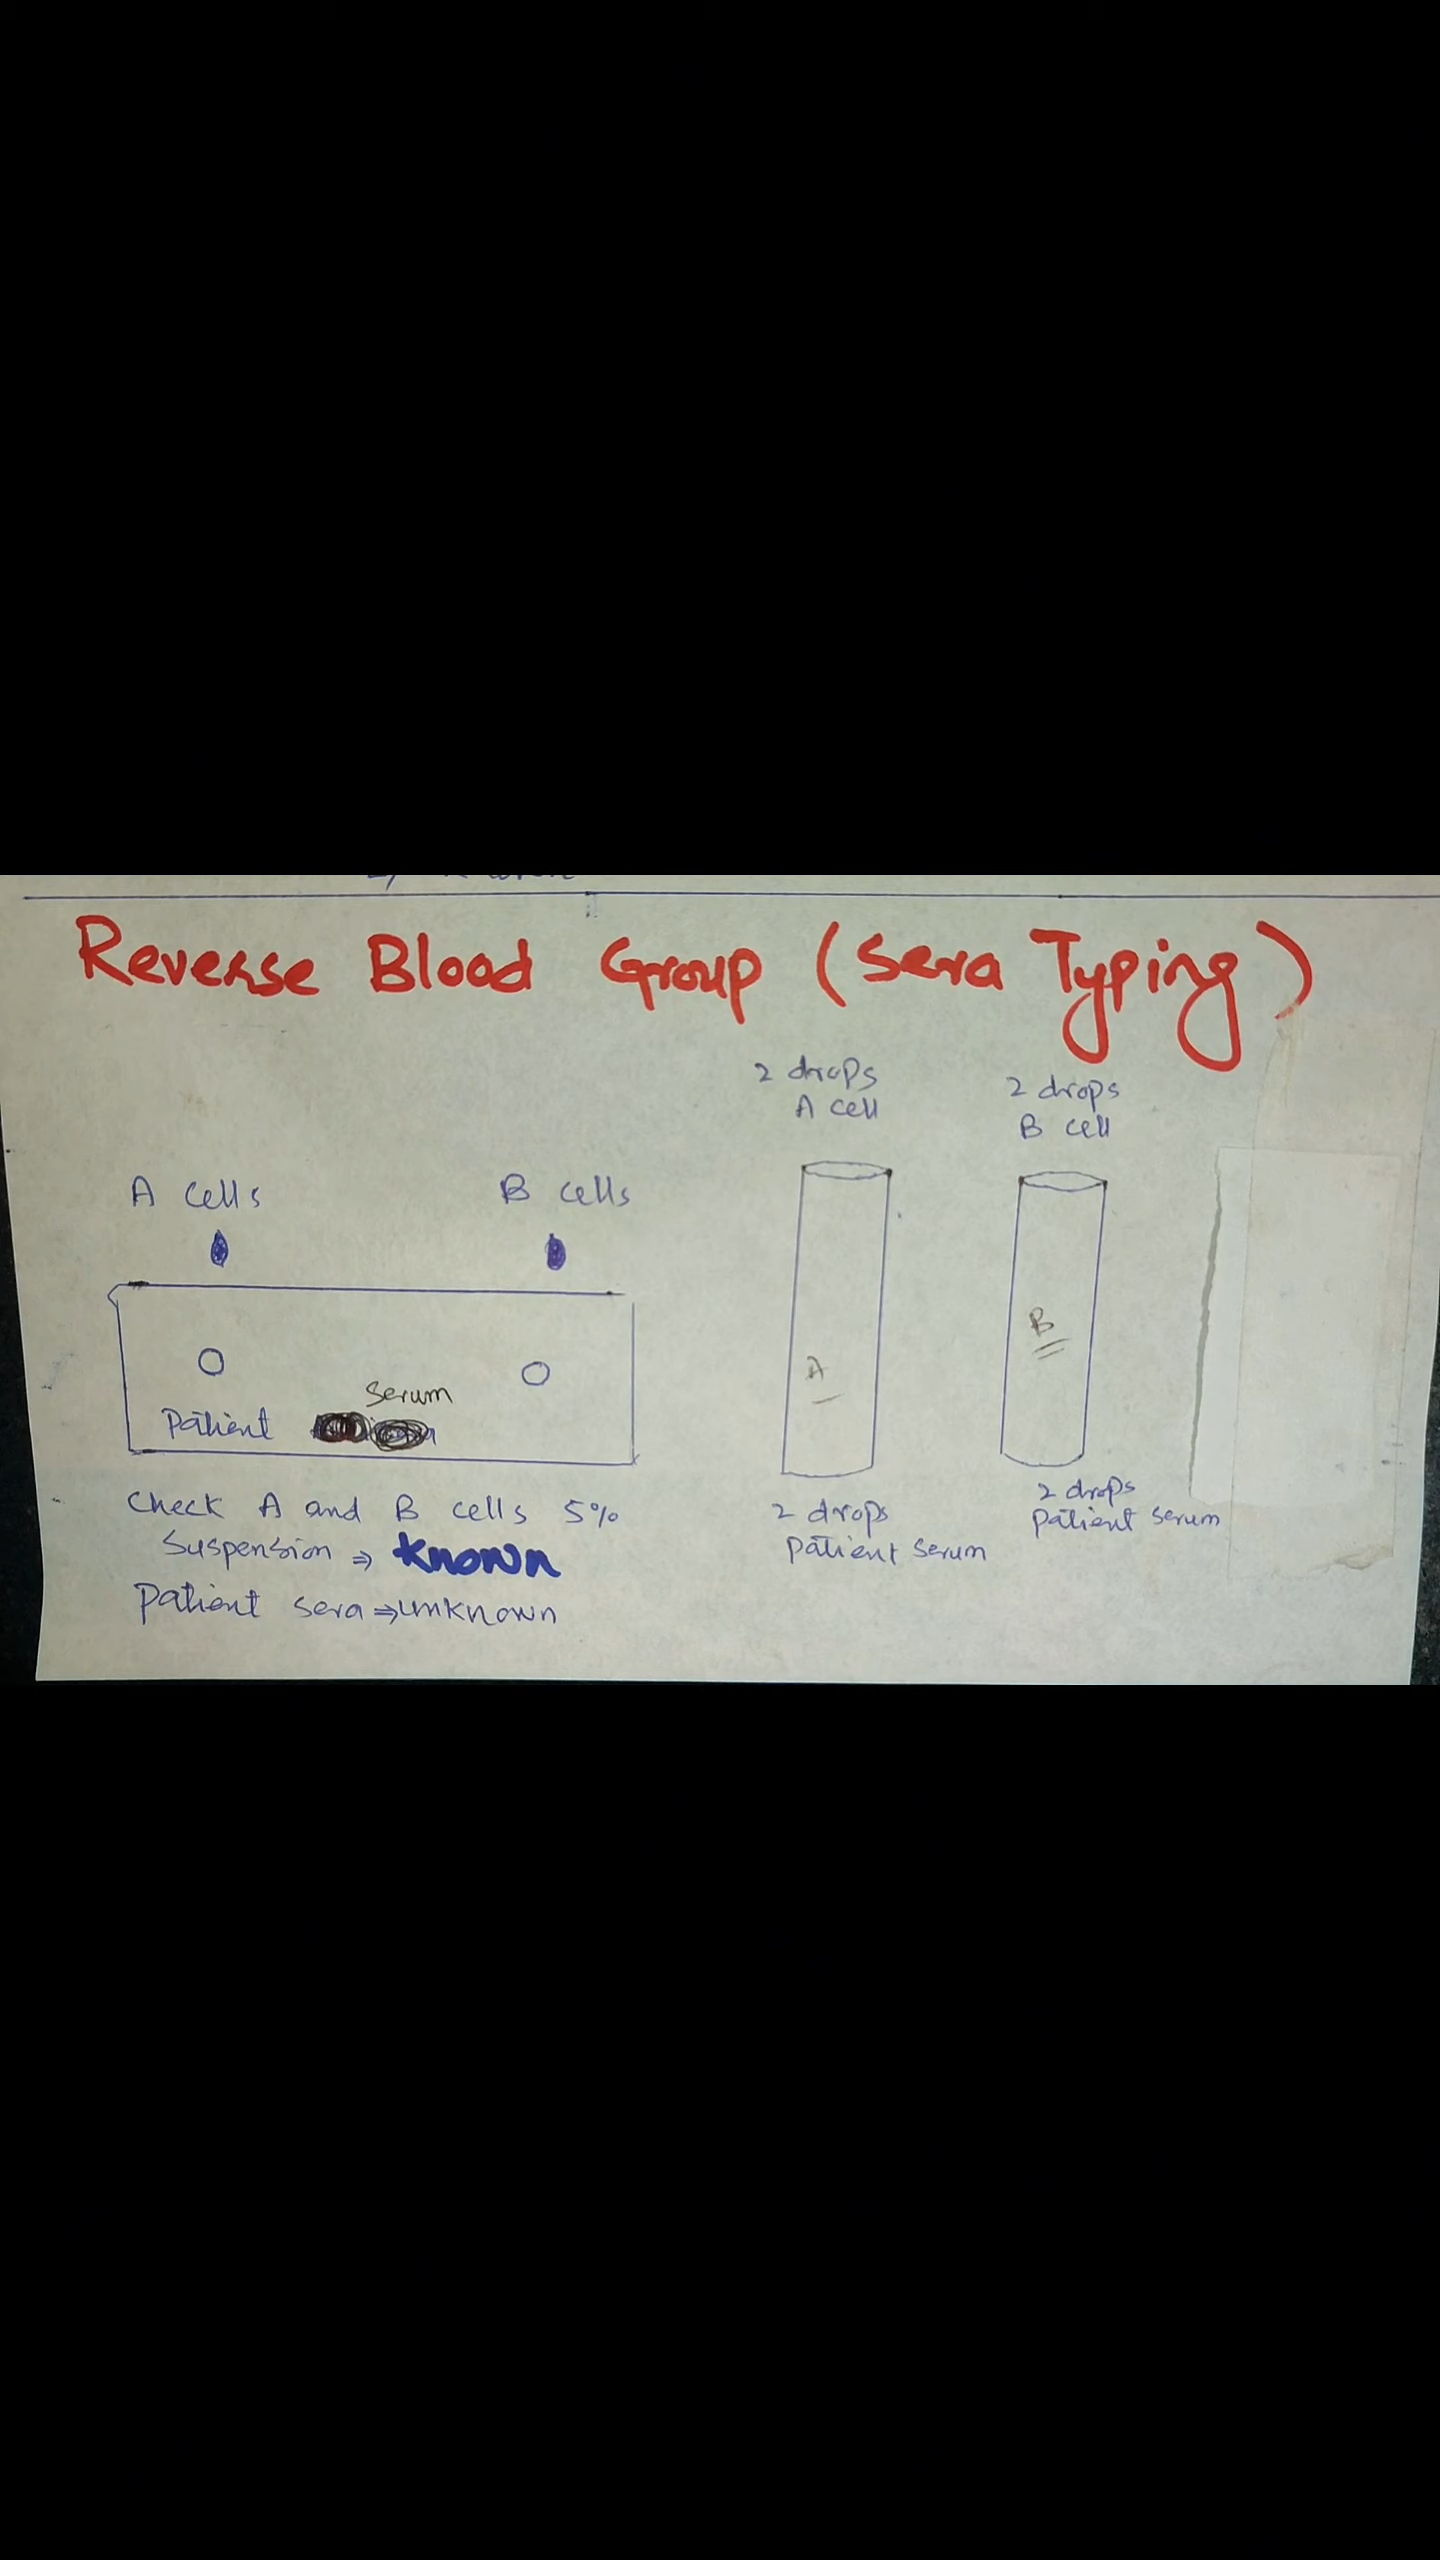 Reverse Blood Group (Sera Typing)
A cells
B cells
Serum
Patient
Check A and B cells 5%
Suspension ⇒ known
Patient sera ⇒ unknown
2 drops
A cell
A
2 drops
Patient Serum
2 drops
B cell
B
2 drops
Patient Serum